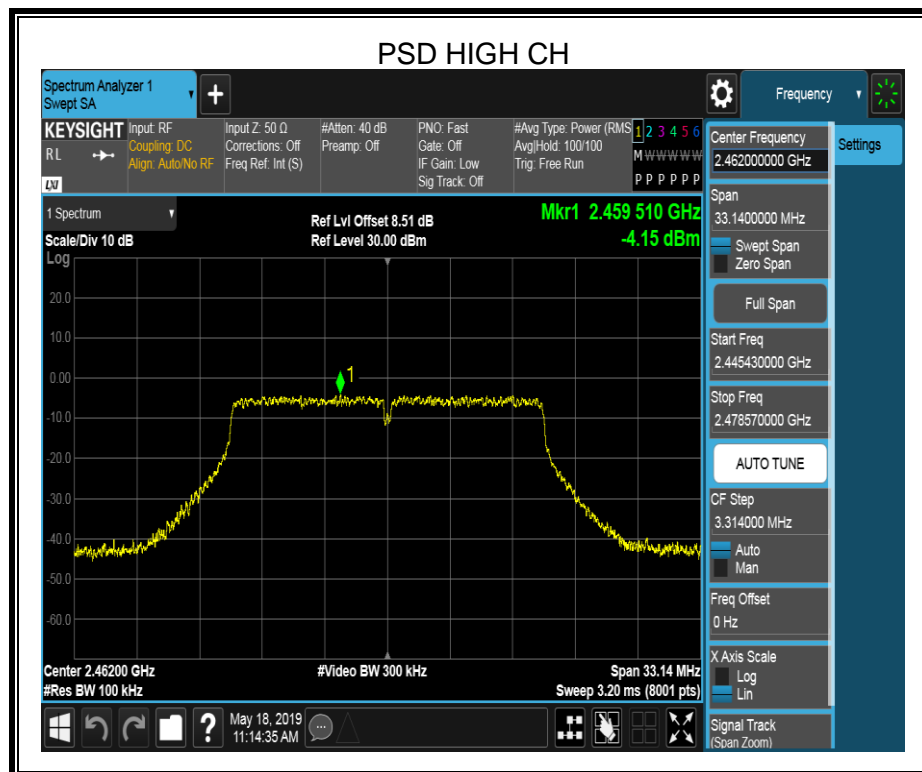 PSD HIGH CH
Spectrum Analyzer 1
Swept SA
+
Frequency
KEYSIGHT
RL
LXI
Input: RF
Coupling: DC
Align: Auto/No RF
Input Z: 50 Ω
Corrections: Off
Freq Ref: Int (S)
#Atten: 40 dB
Preamp: Off
PNO: Fast
Gate: Off
IF Gain: Low
Sig Track: Off
#Avg Type: Power (RMS
Avg|Hold: 100/100
Trig: Free Run
1 2 3 4 5 6
M W W W W W
P P P P P P
Center Frequency
2.462000000 GHz
Settings
1 Spectrum
Scale/Div 10 dB
Ref Lvl Offset 8.51 dB
Ref Level 30.00 dBm
Mkr1 2.459 510 GHz
-4.15 dBm
Log
20.0
10.0
0.00
-10.0
-20.0
-30.0
-40.0
-50.0
-60.0
1
Center 2.46200 GHz
#Res BW 100 kHz
#Video BW 300 kHz
Span 33.14 MHz
Sweep 3.20 ms (8001 pts)
Span
33.1400000 MHz
Swept Span
Zero Span
Full Span
Start Freq
2.445430000 GHz
Stop Freq
2.478570000 GHz
AUTO TUNE
CF Step
3.314000 MHz
Auto
Man
Freq Offset
0 Hz
X Axis Scale
Log
Lin
Signal Track
(Span Zoom)
?
May 18, 2019
11:14:35 AM